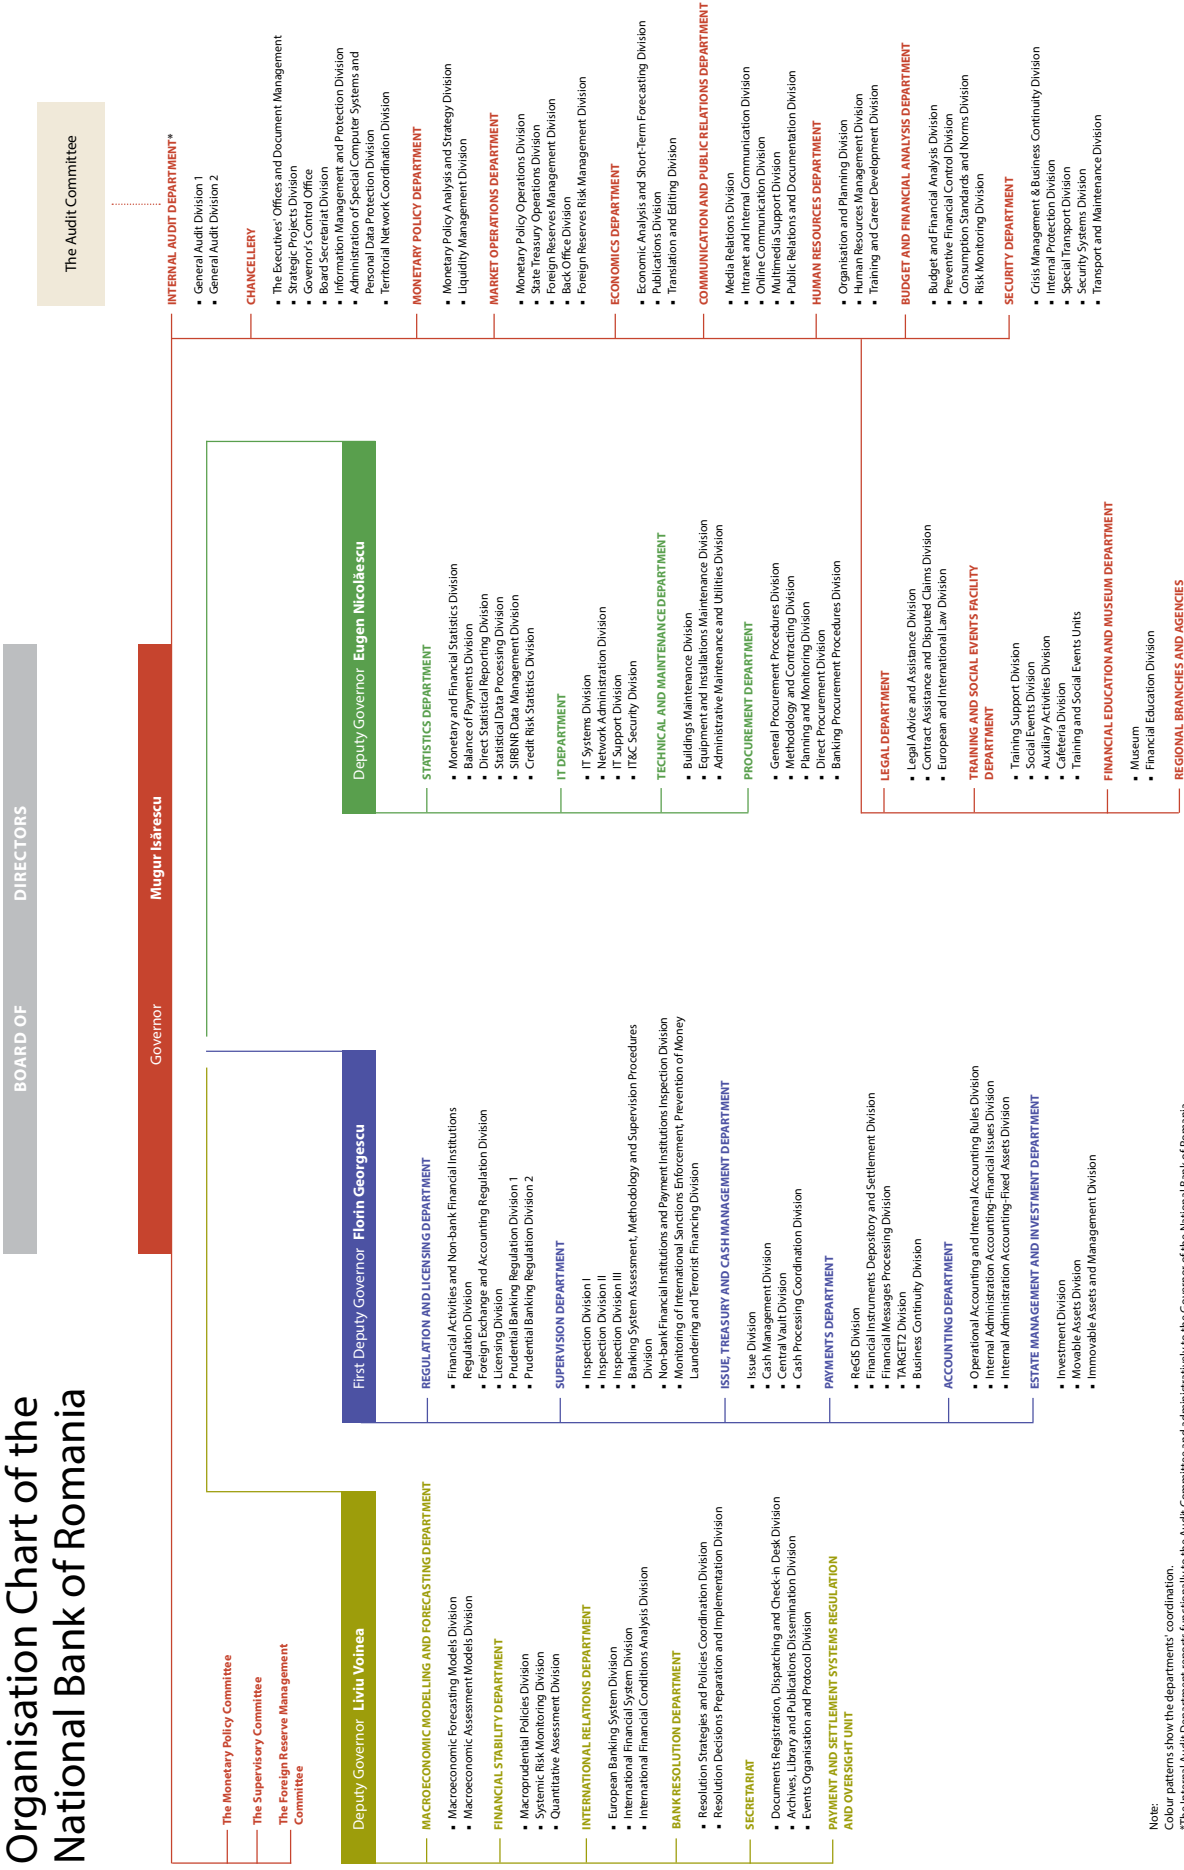 Organisation Chart of the
National Bank of Romania
BOARD OF DIRECTORS
The Audit Committee
Governor Mugur Isărescu
The Monetary Policy Committee
The Supervisory Committee
The Foreign Reserve Management
Committee
Deputy Governor Liviu Voinea
MACROECONOMIC MODELLING AND FORECASTING DEPARTMENT
▪ Macroeconomic Forecasting Models Division
▪ Macroeconomic Assessment Models Division
FINANCIAL STABILITY DEPARTMENT
▪ Macroprudential Policies Division
▪ Systemic Risk Monitoring Division
▪ Quantitative Assessment Division
INTERNATIONAL RELATIONS DEPARTMENT
▪ European Banking System Division
▪ International Financial System Division
▪ International Financial Conditions Analysis Division
BANK RESOLUTION DEPARTMENT
▪ Resolution Strategies and Policies Coordination Division
▪ Resolution Decisions Preparation and Implementation Division
SECRETARIAT
▪ Documents Registration, Dispatching and Check-in Desk Division
▪ Archives, Library and Publications Dissemination Division
▪ Events Organisation and Protocol Division
PAYMENT AND SETTLEMENT SYSTEMS REGULATION
AND OVERSIGHT UNIT
First Deputy Governor Florin Georgescu
REGULATION AND LICENSING DEPARTMENT
▪ Financial Activities and Non-bank Financial Institutions
Regulation Division
▪ Foreign Exchange and Accounting Regulation Division
▪ Licensing Division
▪ Prudential Banking Regulation Division 1
▪ Prudential Banking Regulation Division 2
SUPERVISION DEPARTMENT
▪ Inspection Division I
▪ Inspection Division II
▪ Inspection Division III
▪ Banking System Assessment, Methodology and Supervision Procedures
Division
▪ Non-bank Financial Institutions and Payment Institutions Inspection Division
▪ Monitoring of International Sanctions Enforcement, Prevention of Money
Laundering and Terrorist Financing Division
ISSUE, TREASURY AND CASH MANAGEMENT DEPARTMENT
▪ Issue Division
▪ Cash Management Division
▪ Central Vault Division
▪ Cash Processing Coordination Division
PAYMENTS DEPARTMENT
▪ ReGIS Division
▪ Financial Instruments Depository and Settlement Division
▪ Financial Messages Processing Division
▪ TARGET2 Division
▪ Business Continuity Division
ACCOUNTING DEPARTMENT
▪ Operational Accounting and Internal Accounting Rules Division
▪ Internal Administration Accounting-Financial Issues Division
▪ Internal Administration Accounting-Fixed Assets Division
ESTATE MANAGEMENT AND INVESTMENT DEPARTMENT
▪ Investment Division
▪ Movable Assets Division
▪ Immovable Assets and Management Division
Deputy Governor Eugen Nicolăescu
STATISTICS DEPARTMENT
▪ Monetary and Financial Statistics Division
▪ Balance of Payments Division
▪ Direct Statistical Reporting Division
▪ Statistical Data Processing Division
▪ SIRBNR Data Management Division
▪ Credit Risk Statistics Division
IT DEPARTMENT
▪ IT Systems Division
▪ Network Administration Division
▪ IT Support Division
▪ IT&C Security Division
TECHNICAL AND MAINTENANCE DEPARTMENT
▪ Buildings Maintenance Division
▪ Equipment and Installations Maintenance Division
▪ Administrative Maintenance and Utilities Division
PROCUREMENT DEPARTMENT
▪ General Procurement Procedures Division
▪ Methodology and Contracting Division
▪ Planning and Monitoring Division
▪ Direct Procurement Division
▪ Banking Procurement Procedures Division
LEGAL DEPARTMENT
▪ Legal Advice and Assistance Division
▪ Contract Assistance and Disputed Claims Division
▪ European and International Law Division
TRAINING AND SOCIAL EVENTS FACILITY
DEPARTMENT
▪ Training Support Division
▪ Social Events Division
▪ Auxiliary Activities Division
▪ Cafeteria Division
▪ Training and Social Events Units
FINANCIAL EDUCATION AND MUSEUM DEPARTMENT
▪ Museum
▪ Financial Education Division
REGIONAL BRANCHES AND AGENCIES
INTERNAL AUDIT DEPARTMENT*
▪ General Audit Division 1
▪ General Audit Division 2
CHANCELLERY
▪ The Executives' Offices and Document Management
▪ Strategic Projects Division
▪ Governor's Control Office
▪ Board Secretariat Division
▪ Information Management and Protection Division
▪ Administration of Special Computer Systems and
Personal Data Protection Division
▪ Territorial Network Coordination Division
MONETARY POLICY DEPARTMENT
▪ Monetary Policy Analysis and Strategy Division
▪ Liquidity Management Division
MARKET OPERATIONS DEPARTMENT
▪ Monetary Policy Operations Division
▪ State Treasury Operations Division
▪ Foreign Reserves Management Division
▪ Back Office Division
▪ Foreign Reserves Risk Management Division
ECONOMICS DEPARTMENT
▪ Economic Analysis and Short-Term Forecasting Division
▪ Publications Division
▪ Translation and Editing Division
COMMUNICATION AND PUBLIC RELATIONS DEPARTMENT
▪ Media Relations Division
▪ Intranet and Internal Communication Division
▪ Online Communication Division
▪ Multimedia Support Division
▪ Public Relations and Documentation Division
HUMAN RESOURCES DEPARTMENT
▪ Organisation and Planning Division
▪ Human Resources Management Division
▪ Training and Career Development Division
BUDGET AND FINANCIAL ANALYSIS DEPARTMENT
▪ Budget and Financial Analysis Division
▪ Preventive Financial Control Division
▪ Consumption Standards and Norms Division
▪ Risk Monitoring Division
SECURITY DEPARTMENT
▪ Crisis Management & Business Continuity Division
▪ Internal Protection Division
▪ Special Transport Division
▪ Security Systems Division
▪ Transport and Maintenance Division
Note:
Colour patterns show the departments' coordination.
*The Internal Audit Department reports functionally to the Audit Committee and administratively to the Governor of the National Bank of Romania